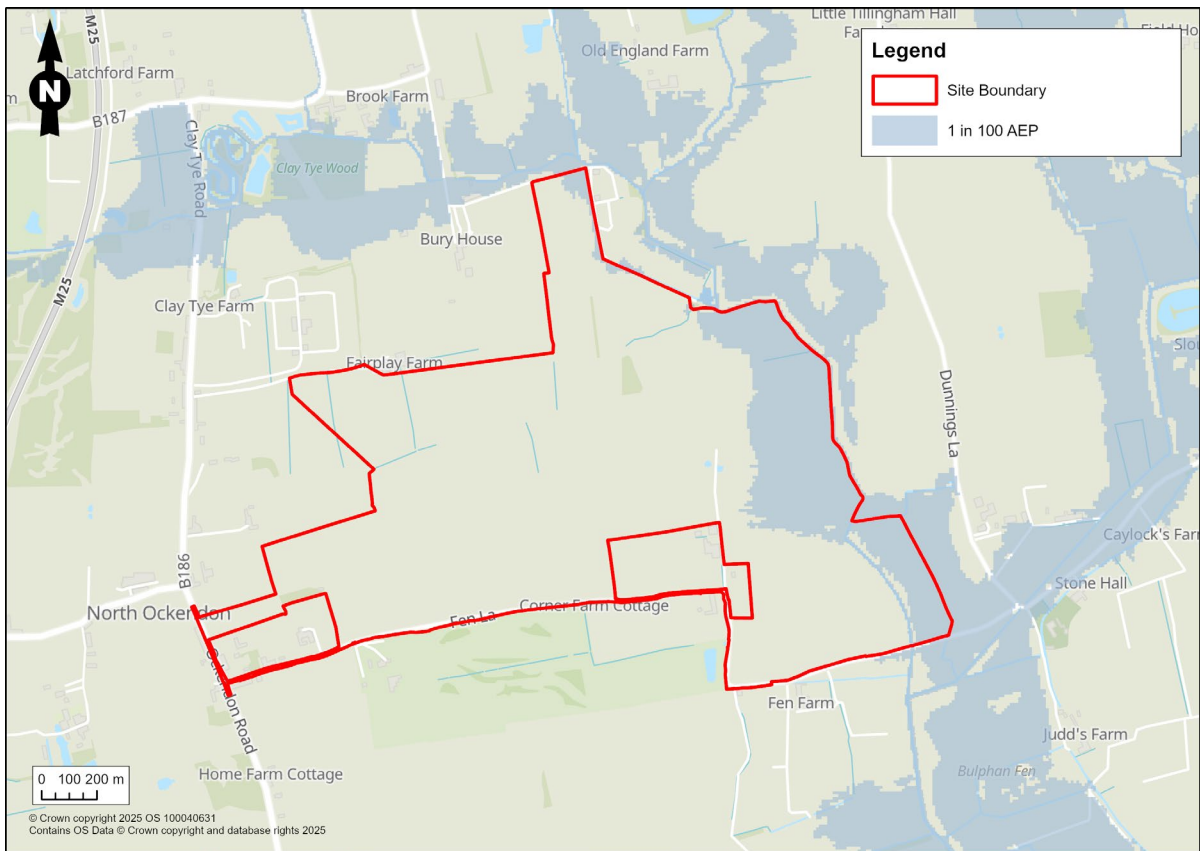 M25
Latchford Farm
N
B187
Brook Farm
Old England Farm
Little Tillingham Hall
Legend
Site Boundary
1 in 100 AEP
Clay Tye Road
Clay Tye Wood
Bury House
M25
Clay Tye Farm
Fairplay Farm
Dunnings La
B186
North Ockendon
Corner Farm Cottage
Fen La
Ockendon Road
Caylock's Farm
Stone Hall
Fen Farm
Judd's Farm
Home Farm Cottage
Bulphan Fen
0 100 200 m
© Crown copyright 2025 OS 100040631
Contains OS Data © Crown copyright and database rights 2025